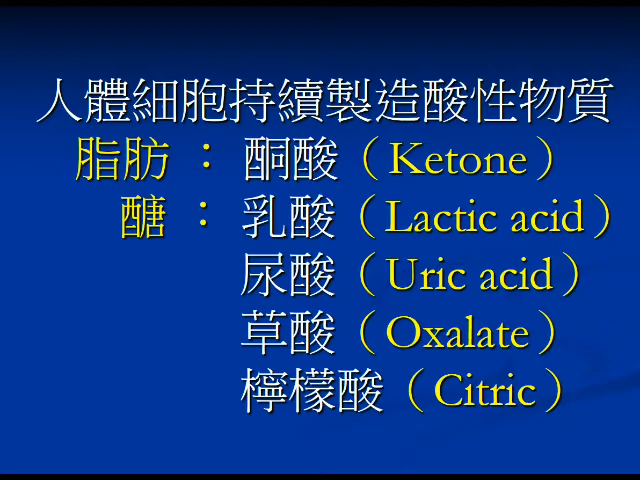 人體細胞持續製造酸性物質
脂肪：酮酸（Ketone）
醣：乳酸（Lactic acid）
尿酸（Uric acid）
草酸（Oxalate）
檸檬酸（Citric）